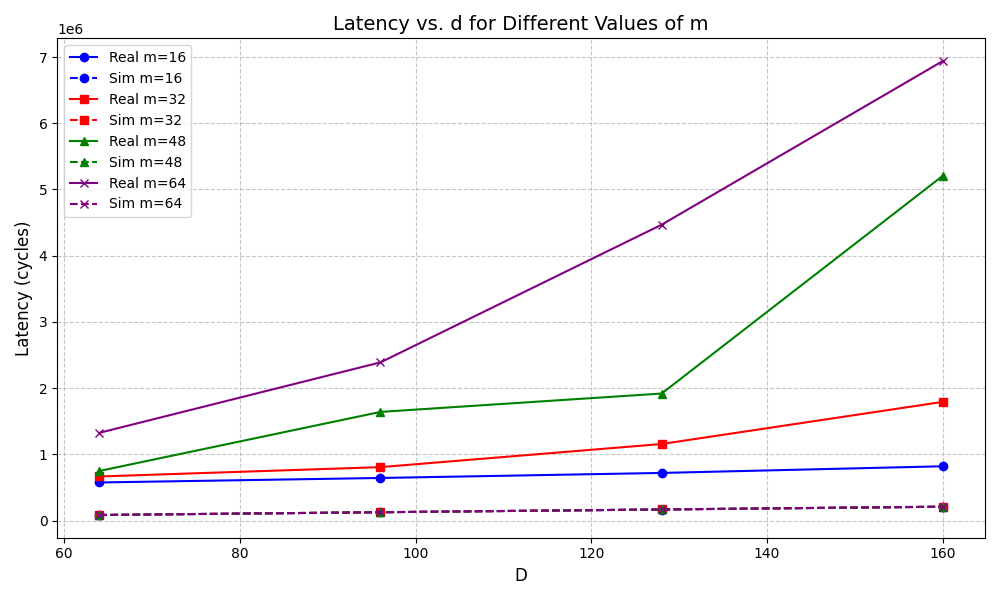 Latency vs. d for Different Values of m
1e6
Real m=16
Sim m=16
Real m=32
Sim m=32
Real m=48
Sim m=48
Real m=64
Sim m=64
Latency (cycles)
7
6
5
4
3
2
1
0
60 80 100 120 140 160
D